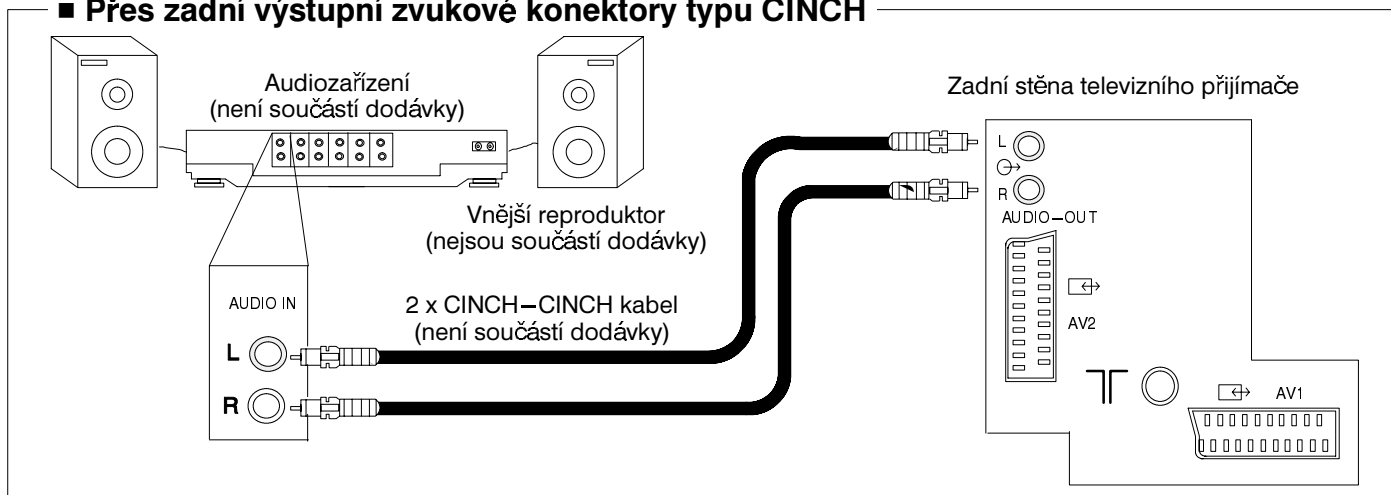 ■ Přes zadní výstupní zvukové konektory typu CINCH
Audiozařízení
(není součástí dodávky)
Zadní stěna televizního přijímače
Vnější reproduktor
(nejsou součástí dodávky)
L
R
AUDIO–OUT
AV2
AV1
AUDIO IN
L
R
2 x CINCH–CINCH kabel
(není součástí dodávky)